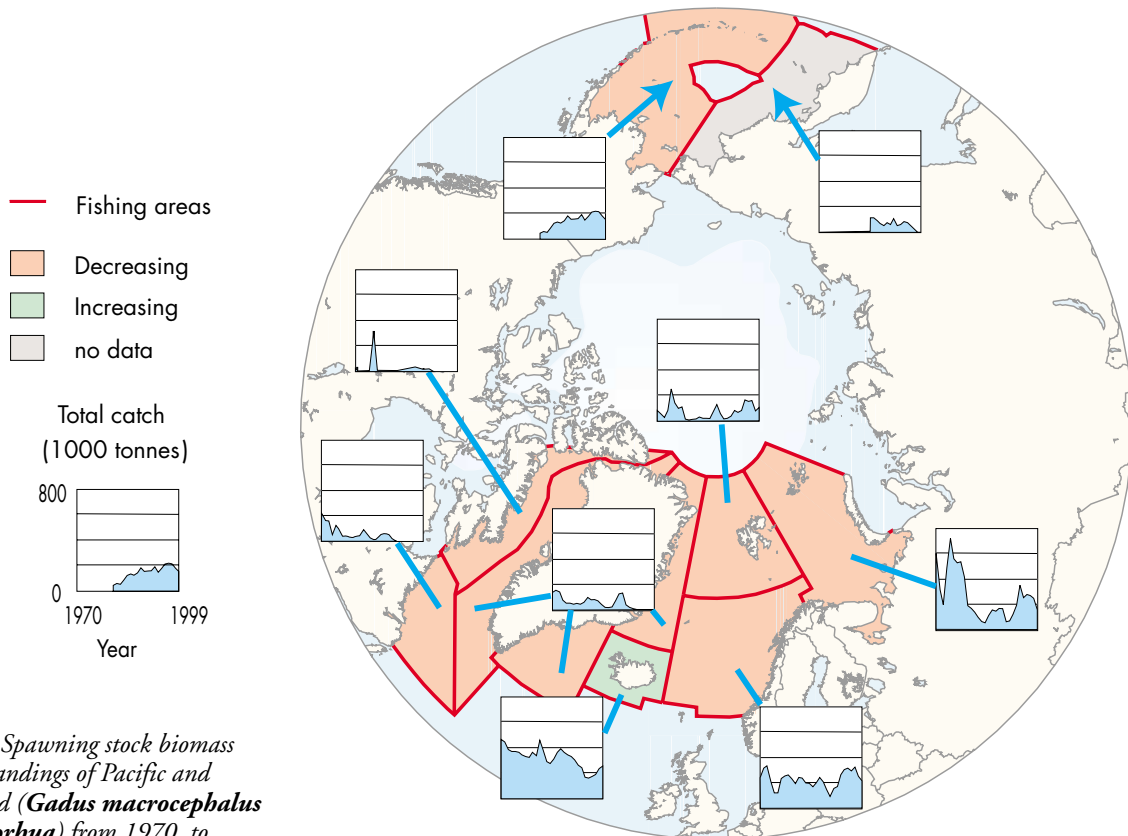 Fishing areas
Decreasing
Increasing
no data
Total catch
(1000 tonnes)
800
0
1970 1999
Year
Spawning stock biomass
andings of Pacific and
d (Gadus macrocephalus
rhua) from 1970, to